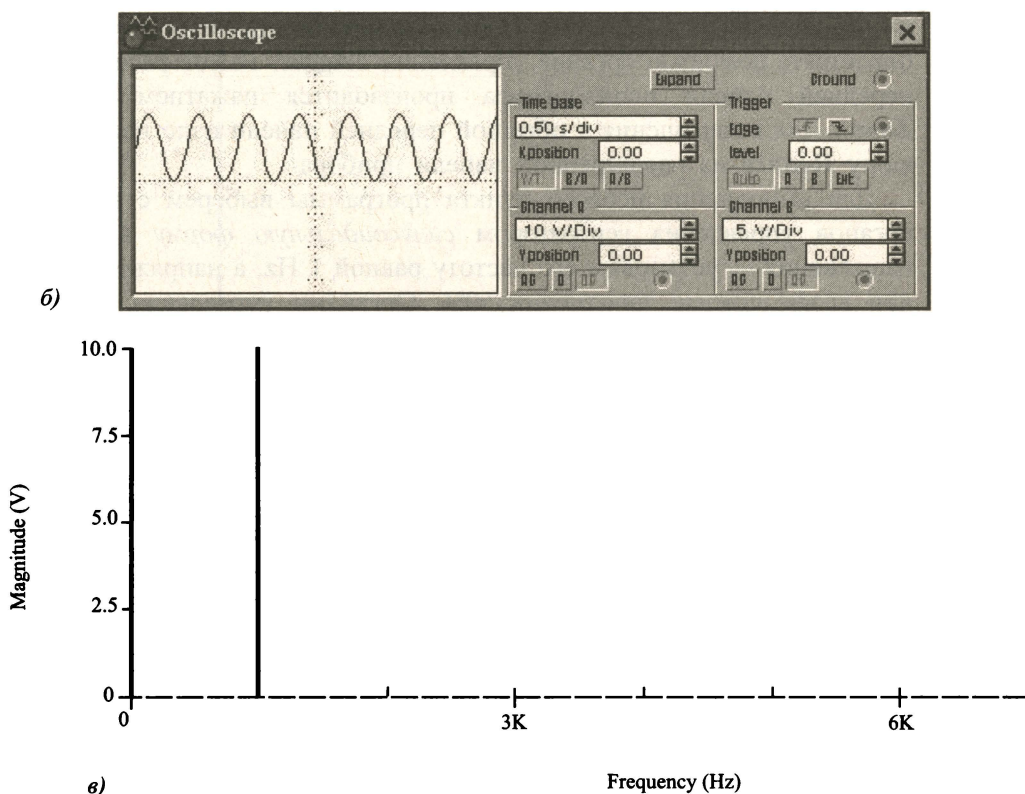 Oscilloscope
Expand
Ground
Time base
Trigger
0.50 s/div
Edge
Xposition 0.00
level 0.00
Y/T B/A A/B
Auto A B Ext
Channel A
Channel B
10 V/Div
5 V/Div
Yposition 0.00
Yposition 0.00
AC 0 DC
AC 0 DC
б)
10.0
7.5
5.0
2.5
0
Magnitude (V)
0
3K
6K
в)
Frequency (Hz)